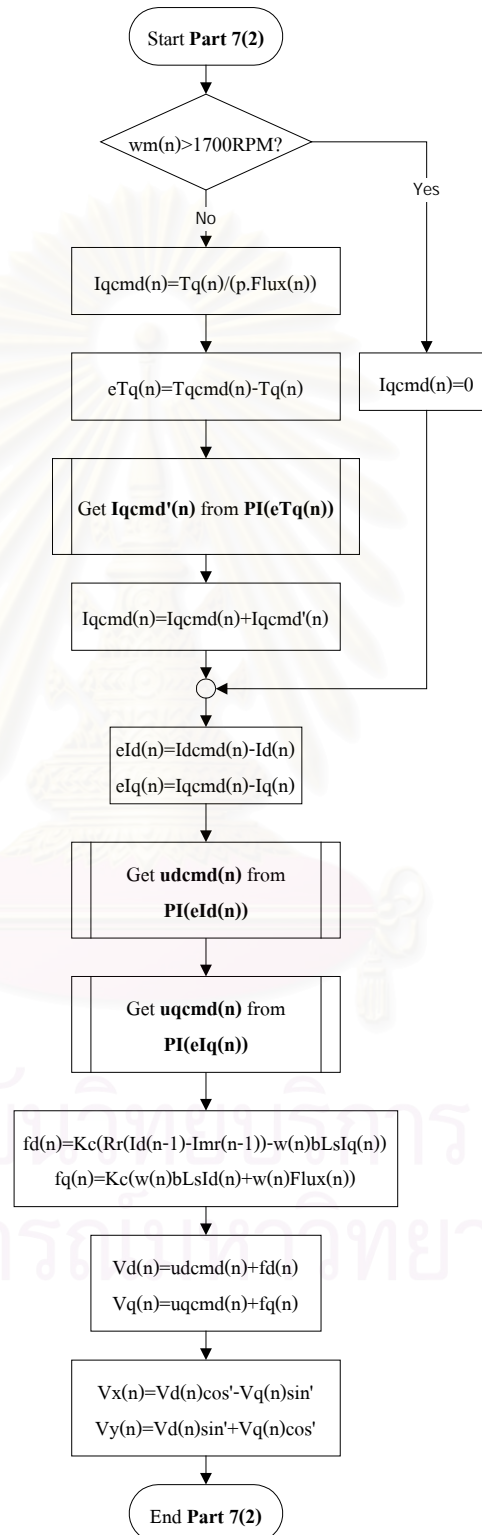 Start Part 7(2)
wm(n)>1700RPM?
Yes
No
Iqcmd(n)=Tq(n)/(p.Flux(n))
eTq(n)=Tqcmd(n)-Tq(n)
Iqcmd(n)=0
Get Iqcmd'(n) from PI(eTq(n))
Iqcmd(n)=Iqcmd(n)+Iqcmd'(n)
eId(n)=Idcmd(n)-Id(n)
eIq(n)=Iqcmd(n)-Iq(n)
Get udcmd(n) from
PI(eId(n))
Get uqcmd(n) from
PI(eIq(n))
fd(n)=Kc(Rr(Id(n-1)-Imr(n-1))-w(n)bLsIq(n))
fq(n)=Kc(w(n)bLsId(n)+w(n)Flux(n))
Vd(n)=udcmd(n)+fd(n)
Vq(n)=uqcmd(n)+fq(n)
Vx(n)=Vd(n)cos'-Vq(n)sin'
Vy(n)=Vd(n)sin'+Vq(n)cos'
End Part 7(2)